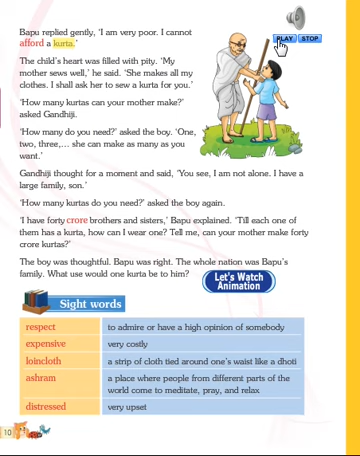 Bapu replied gently, 'I am very poor. I cannot
afford a kurta.'
PLAY STOP
The child's heart was filled with pity. 'My
mother sews well,' he said. 'She makes all my
clothes. I shall ask her to sew a kurta for you.'
'How many kurtas can your mother make?'
asked Gandhiji.
'How many do you need?' asked the boy. 'One,
two, three,... she can make as many as you
want.'
Gandhiji thought for a moment and said, 'You see, I am not alone. I have a
large family, son.'
'How many kurtas do you need?' asked the boy again.
'I have forty crore brothers and sisters,' Bapu explained. 'Till each one of
them has a kurta, how can I wear one? Tell me, can your mother make forty
crore kurtas?'
The boy was thoughtful. Bapu was right. The whole nation was Bapu's
family. What use would one kurta be to him?
Let's Watch
Animation
Sight words
respect to admire or have a high opinion of somebody
expensive very costly
loincloth a strip of cloth tied around one's waist like a dhoti
ashram a place where people from different parts of the
world come to meditate, pray, and relax
distressed very upset
10